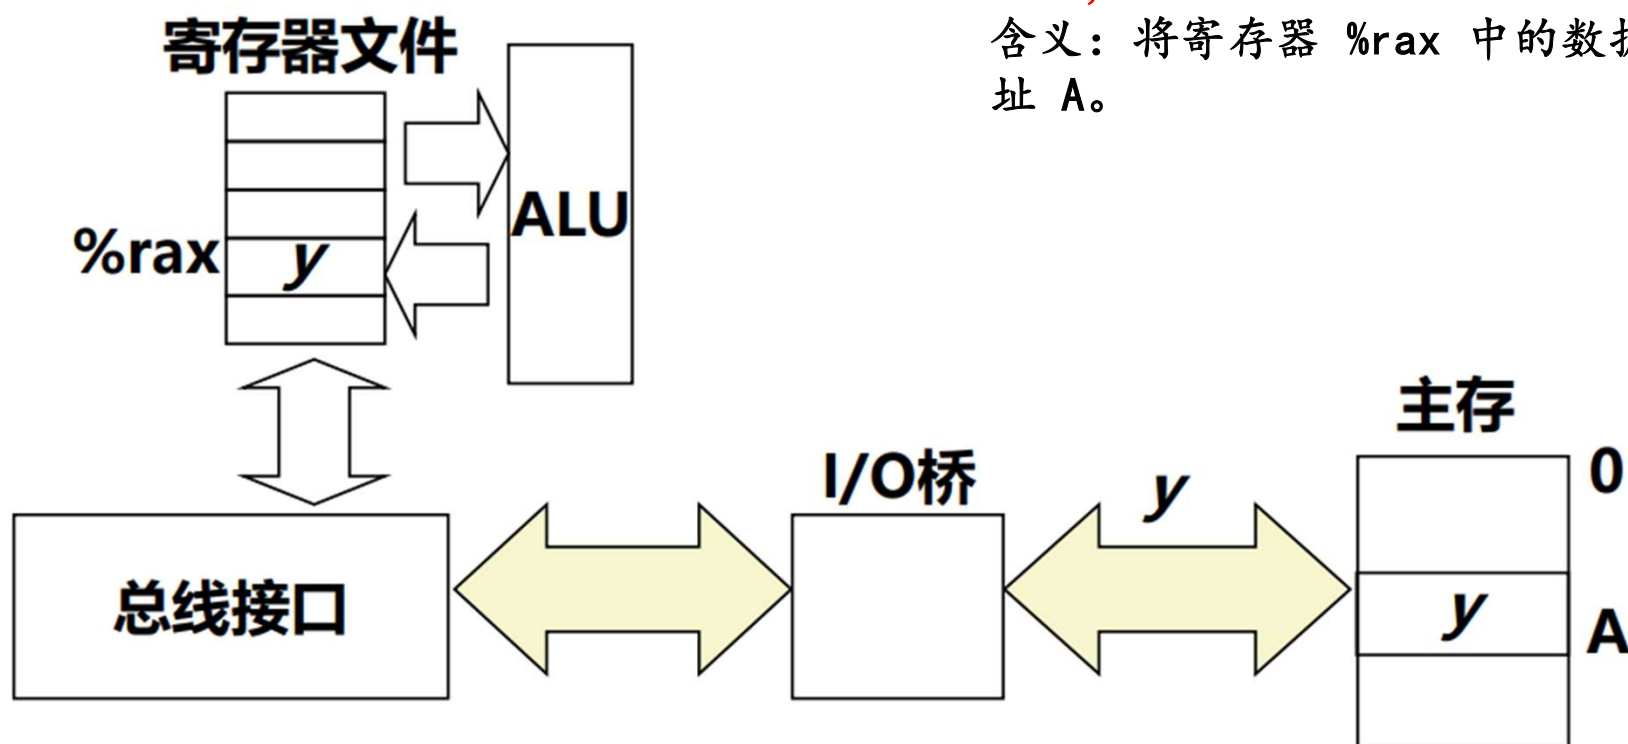 寄存器文件
含义：将寄存器 %rax 中的数
址 A。
ALU
%rax
y
主存
I/O桥
y
0
总线接口
y
A